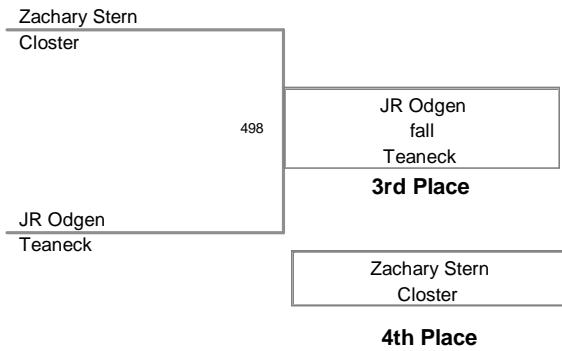 Zachary Stern
Closter
498
JR Odgen
fall
Teaneck
3rd Place
JR Odgen
Teaneck
Zachary Stern
Closter
4th Place